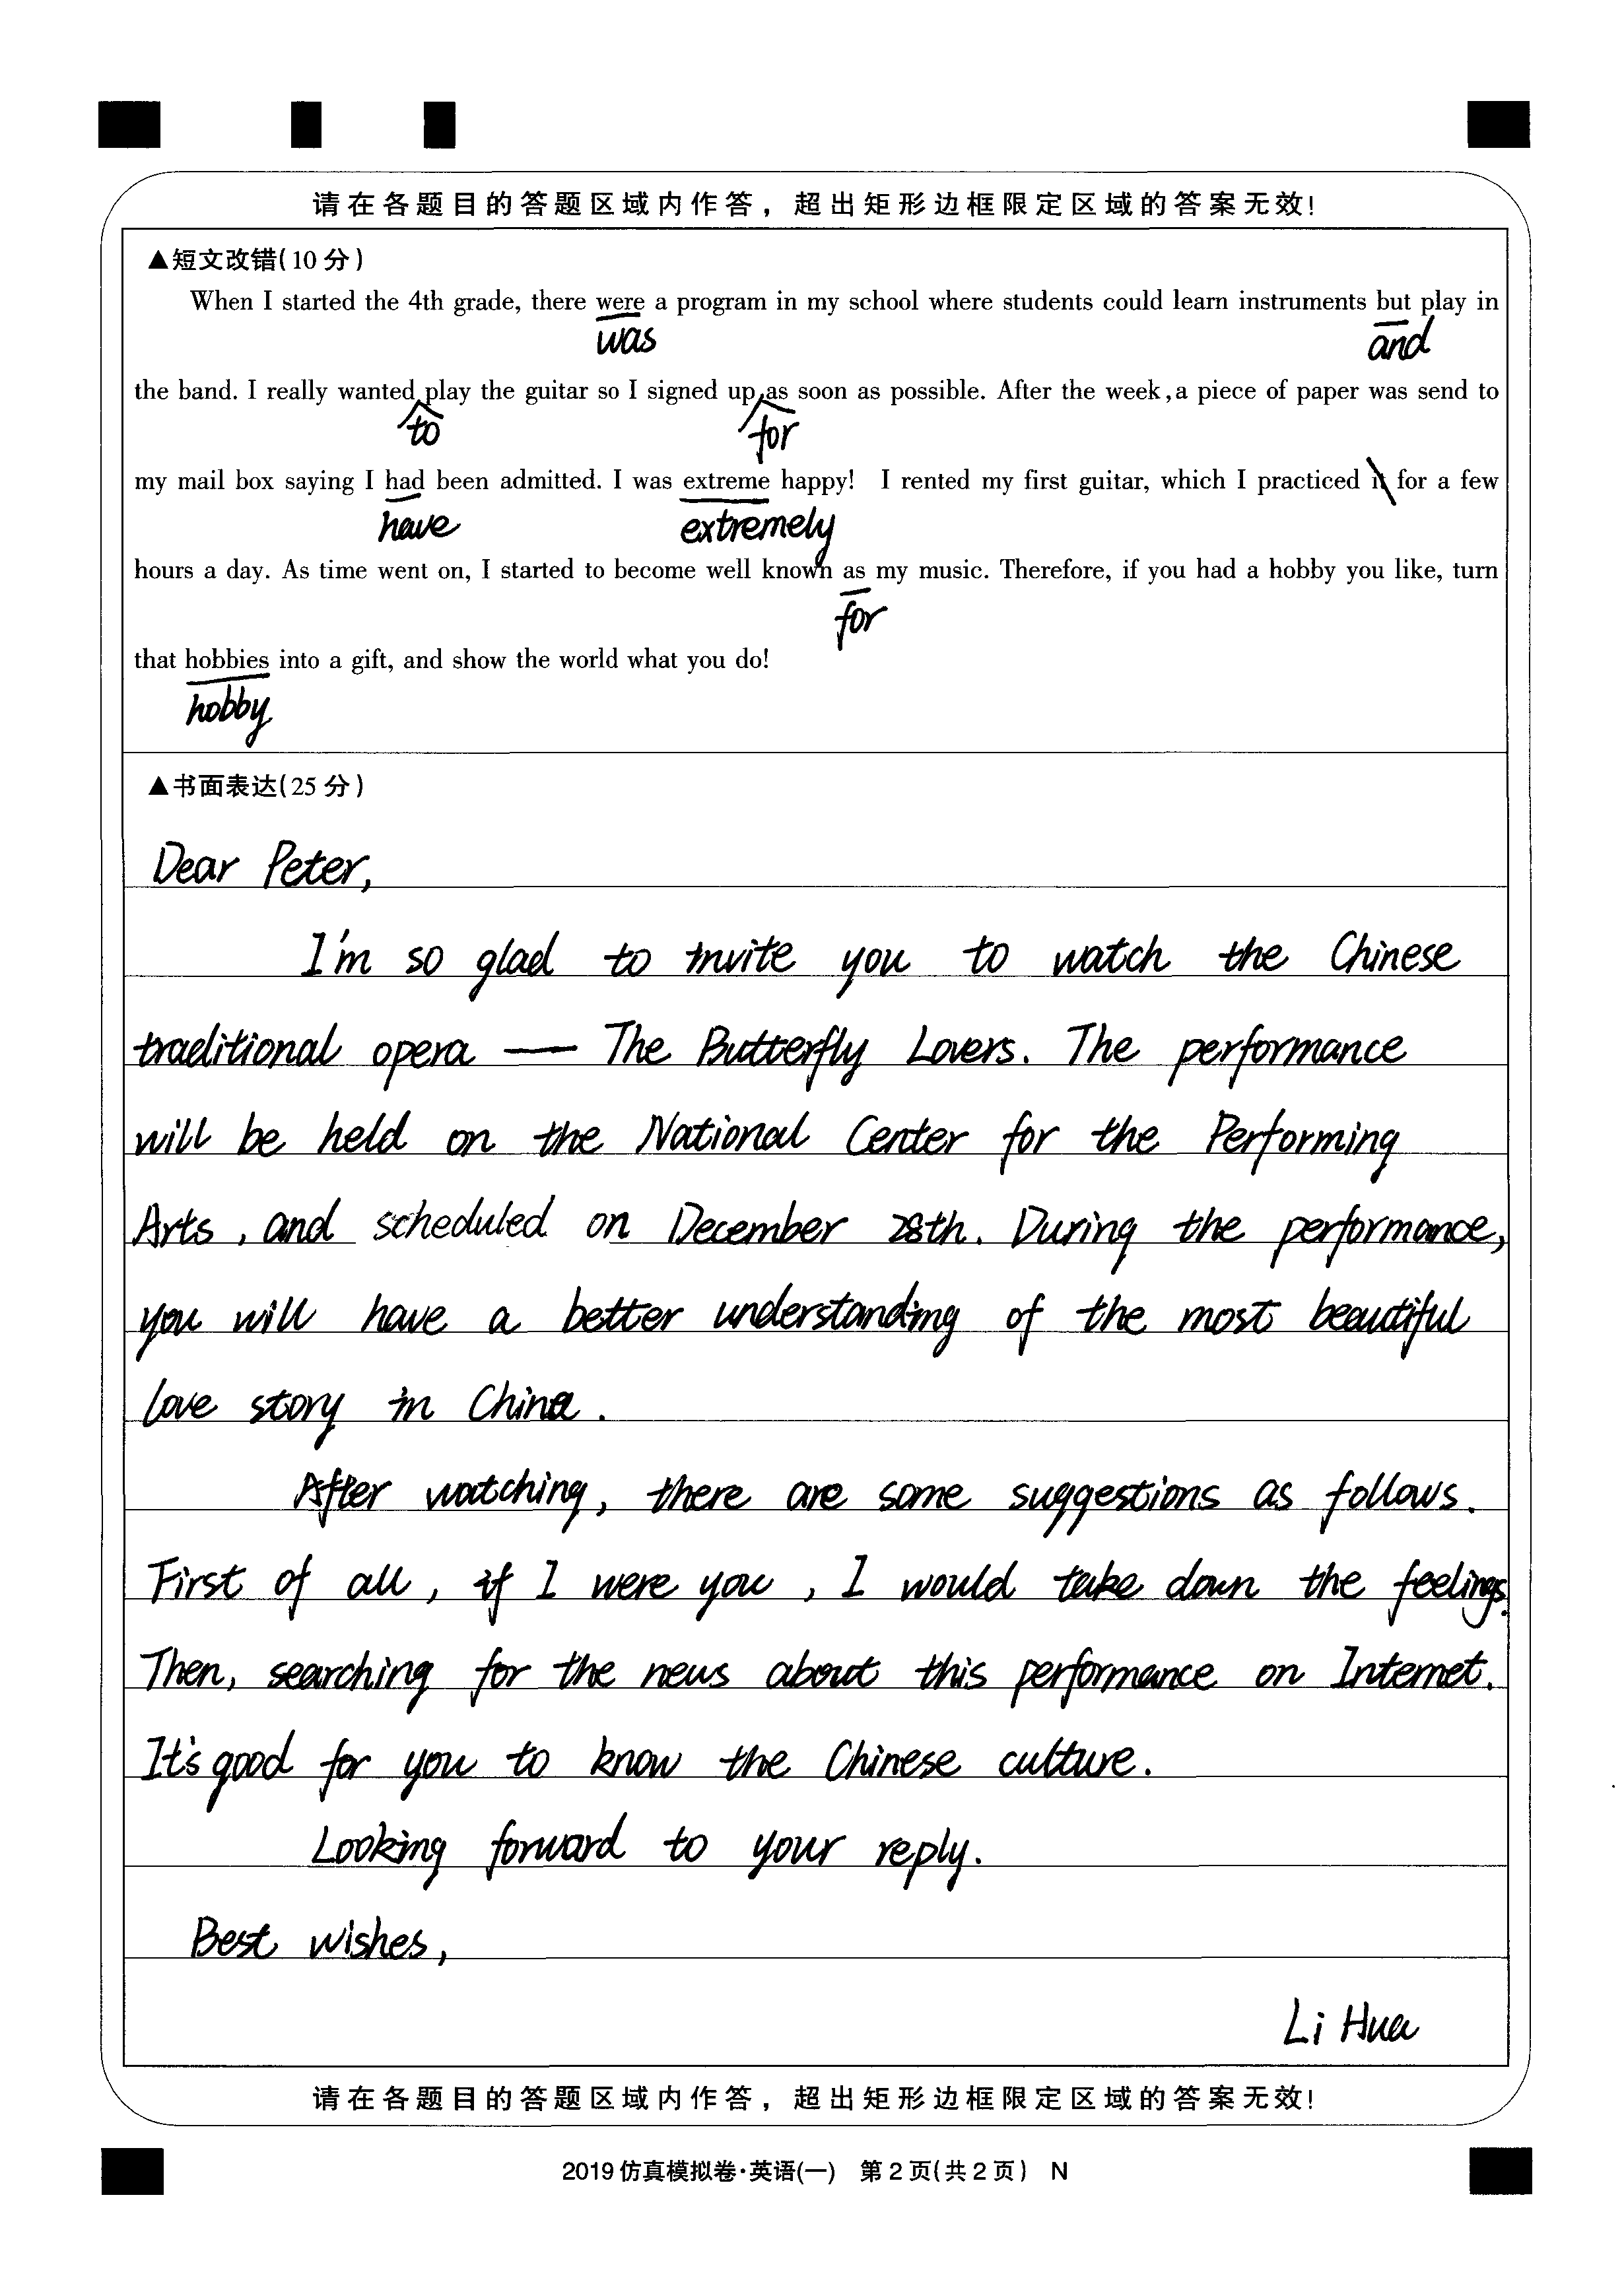 请在各题目的答题区域内作答，超出矩形边框限定区域的答案无效!
▲短文改错(10分)
When I started the 4th grade, there were a program in my school where students could learn instruments but play in
was and
the band. I really wanted play the guitar so I signed up as soon as possible. After the week, a piece of paper was send to
to for
my mail box saying I had been admitted. I was extreme happy! I rented my first guitar, which I practiced it for a few
have extremely
hours a day. As time went on, I started to become well known as my music. Therefore, if you had a hobby you like, turn
for
that hobbies into a gift, and show the world what you do!
hobby
▲书面表达(25分)
Dear Peter,
I'm so glad to invite you to watch the Chinese
traditional opera — The Butterfly Lovers. The performance
will be held on the National Center for the Performing
Arts, and scheduled on December 28th. During the performance,
you will have a better understanding of the most beautiful
love story in China.
After watching, there are some suggestions as follows.
First of all, if I were you, I would take down the feelings.
Then, searching for the news about this performance on Internet.
It's good for you to know the Chinese culture.
Looking forward to your reply.
Best wishes,
Li Hua
请在各题目的答题区域内作答，超出矩形边框限定区域的答案无效!
2019仿真模拟卷·英语(一) 第2页(共2页) N